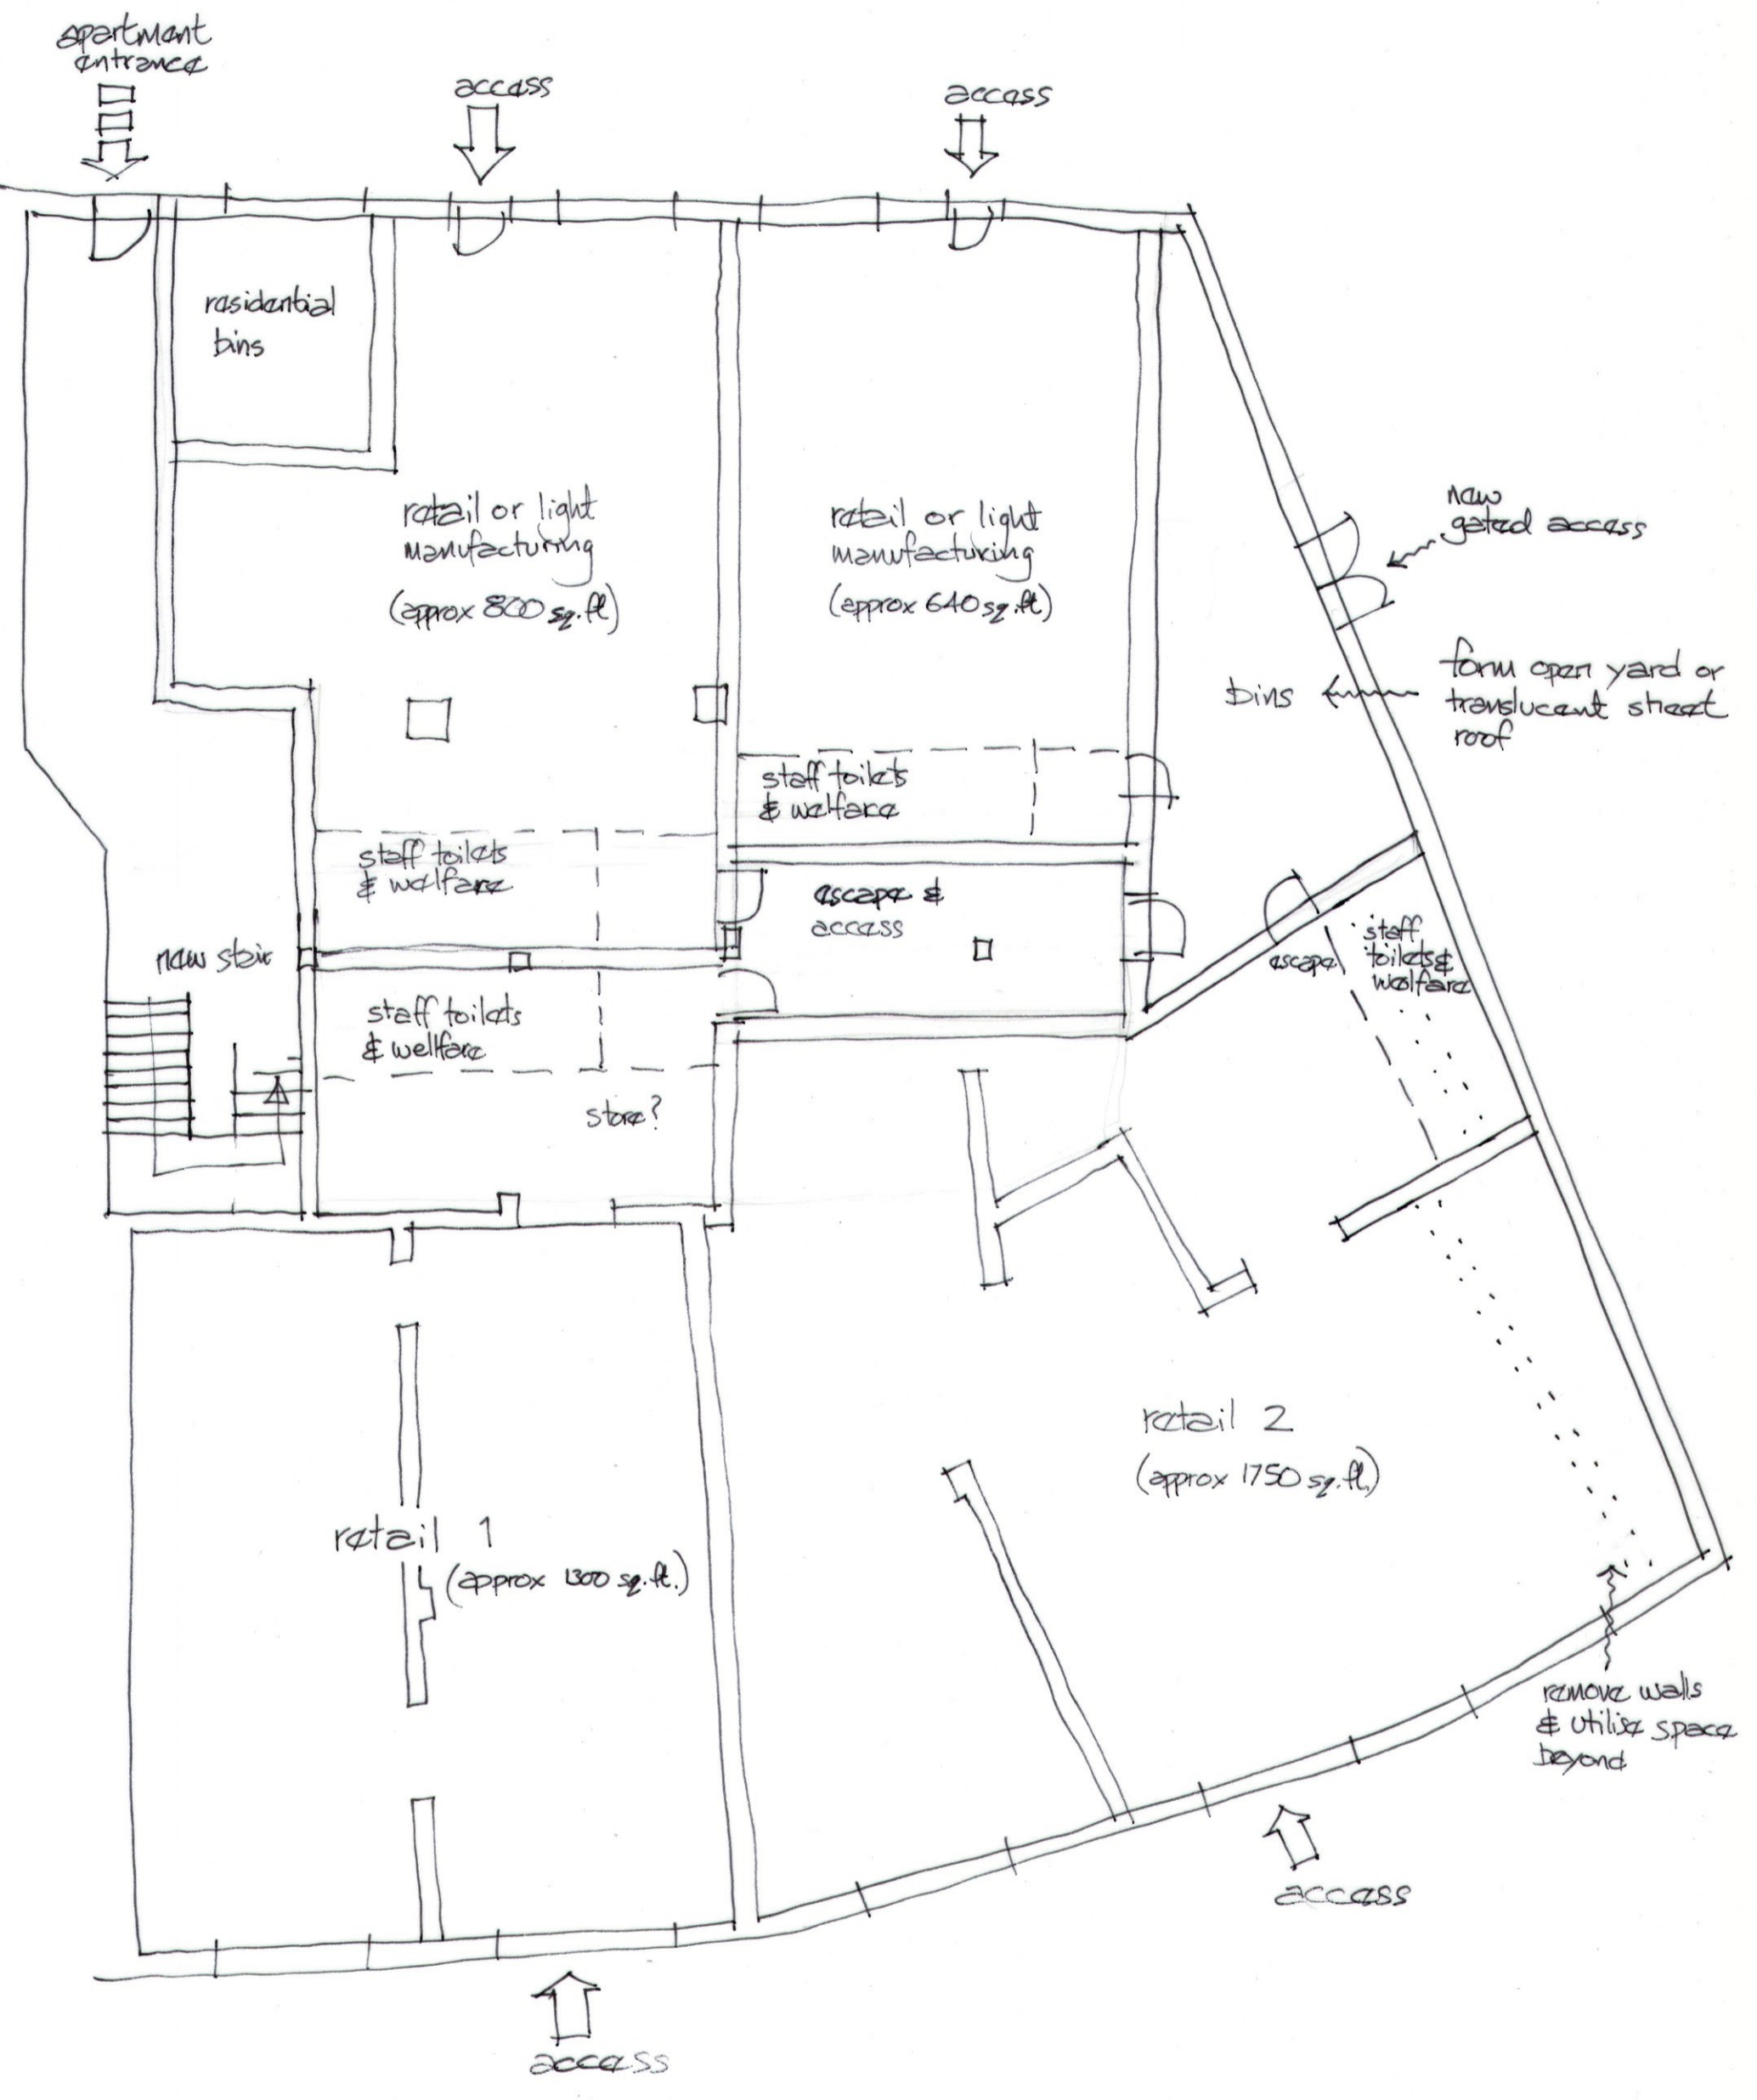 apartment
entrance
access
access
residential
bins
retail or light
manufacturing
(approx 800 sq.ft)
retail or light
manufacturing
(approx 640 sq.ft)
new
gated access
bins
form open yard or
translucent sheet
roof
staff toilets
& welfare
staff toilets
& welfare
escape &
access
staff
toilets &
welfare
escape
new stair
staff toilets
& wellfare
store?
retail 2
(approx 1750 sq.ft.)
retail 1
(approx 1300 sq.ft.)
remove walls
& utilise space
beyond
access
access